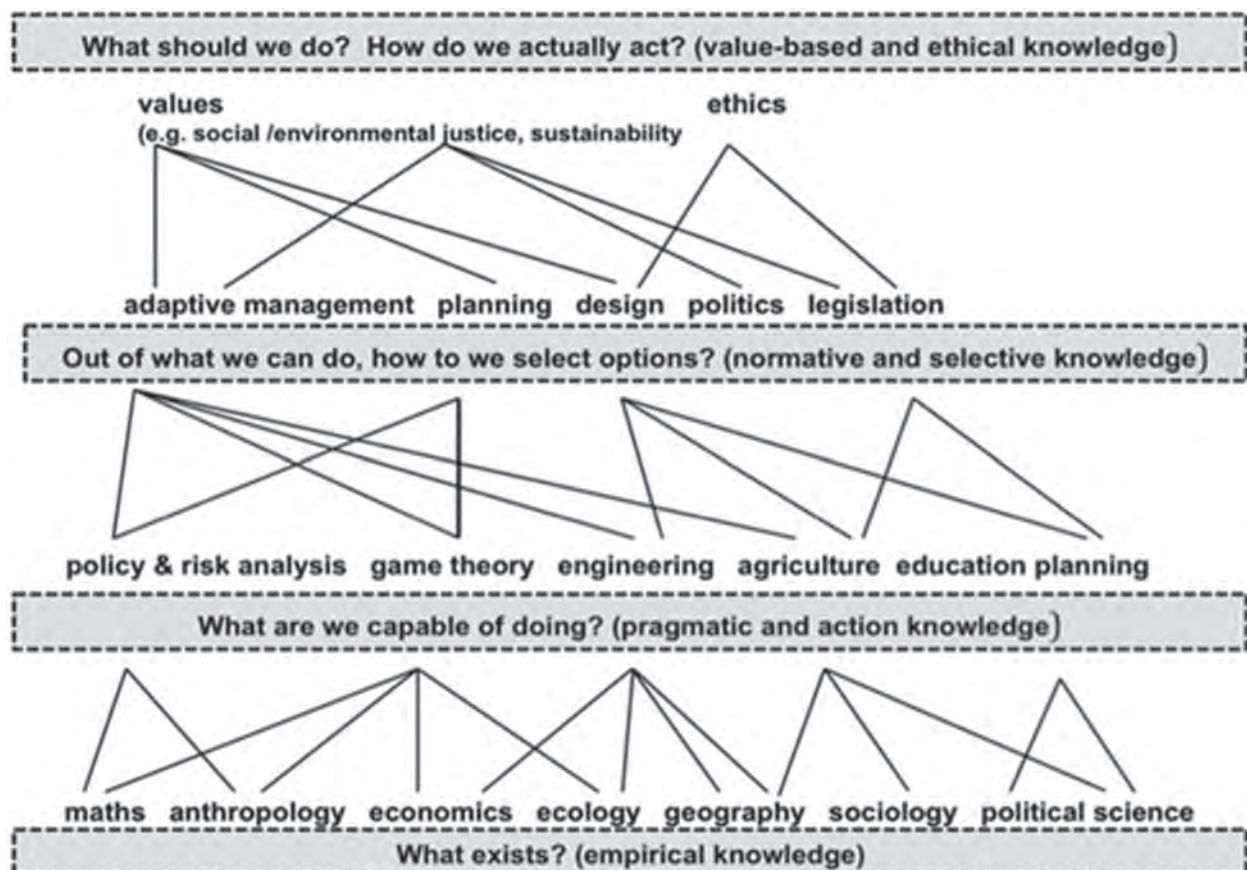 What should we do? How do we actually act? (value-based and ethical knowledge)
values ethics
(e.g. social /environmental justice, sustainability
adaptive management planning design politics legislation
Out of what we can do, how to we select options? (normative and selective knowledge)
policy & risk analysis game theory engineering agriculture education planning
What are we capable of doing? (pragmatic and action knowledge)
maths anthropology economics ecology geography sociology political science
What exists? (empirical knowledge)